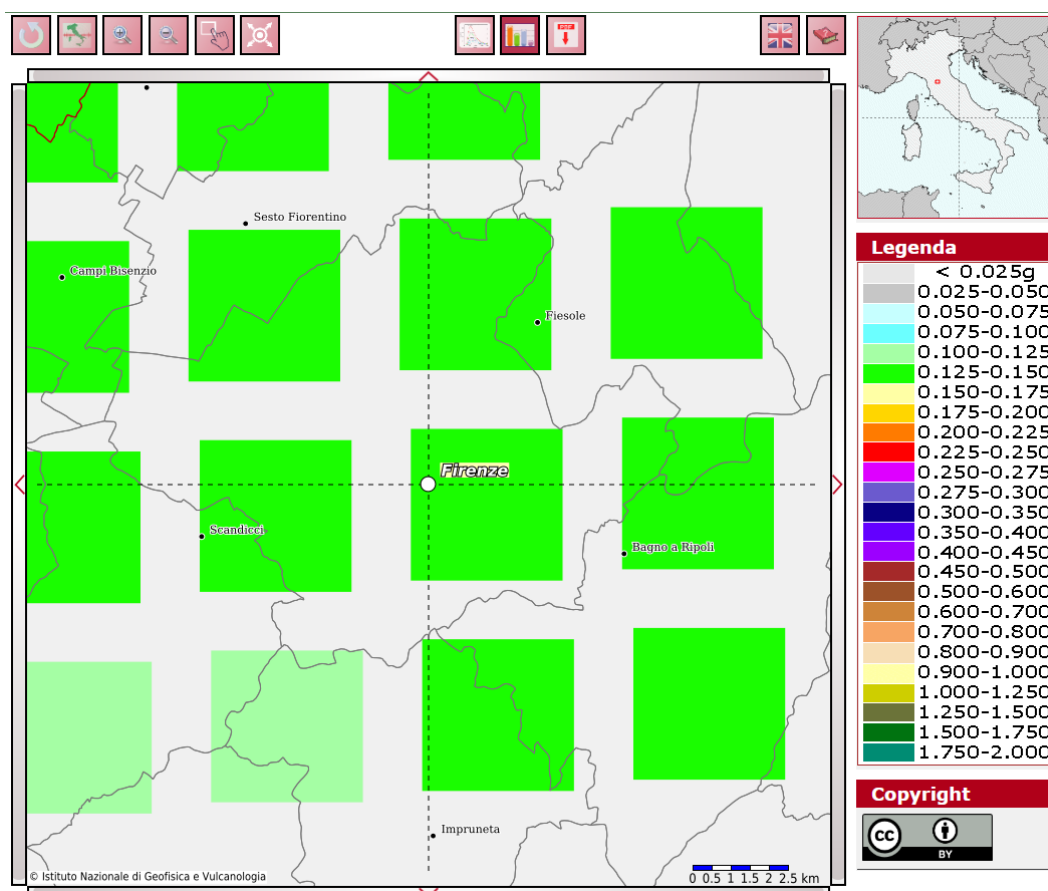 PDF
Sesto Fiorentino
Campi Bisenzio
Fiesole
Firenze
Scandicci
Bagno a Ripoli
Impruneta
© Istituto Nazionale di Geofisica e Vulcanologia
0 0.5 1 1.5 2 2.5 km
Legenda
< 0.025g
0.025-0.050
0.050-0.075
0.075-0.100
0.100-0.125
0.125-0.150
0.150-0.175
0.175-0.200
0.200-0.225
0.225-0.250
0.250-0.275
0.275-0.300
0.300-0.350
0.350-0.400
0.400-0.450
0.450-0.500
0.500-0.600
0.600-0.700
0.700-0.800
0.800-0.900
0.900-1.000
1.000-1.250
1.250-1.500
1.500-1.750
1.750-2.000
Copyright
cc
BY